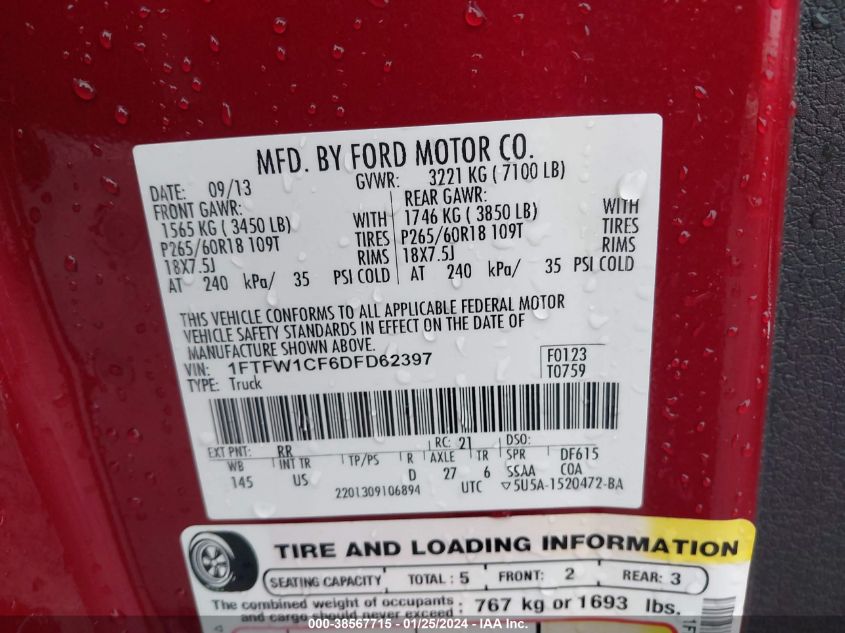 MFD. BY FORD MOTOR CO.
DATE: 09/13 GVWR: 3221 KG ( 7100 LB)
FRONT GAWR: REAR GAWR:
1565 KG ( 3450 LB) WITH 1746 KG ( 3850 LB) WITH
P265/60R18 109T TIRES P265/60R18 109T TIRES
18X7.5J RIMS 18X7.5J RIMS
AT 240 kPa/ 35 PSI COLD AT 240 kPa/ 35 PSI COLD
THIS VEHICLE CONFORMS TO ALL APPLICABLE FEDERAL MOTOR
VEHICLE SAFETY STANDARDS IN EFFECT ON THE DATE OF
MANUFACTURE SHOWN ABOVE.
VIN: 1FTFW1CF6DFD62397 F0123
TYPE: Truck T0759
EXT PNT: RR RC: 21 DSO:
WB INT TR TP/PS R AXLE TR SPR DF615
145 US D 27 6 SSAA COA
2201309106894 UTC ▽5U5A-1520472-BA
TIRE AND LOADING INFORMATION
SEATING CAPACITY TOTAL : 5 FRONT: 2 REAR: 3
The combined weight of occupants : 767 kg or 1693 lbs.
and cargo should never exceed
000-38567715 - 01/25/2024 - IAA Inc.